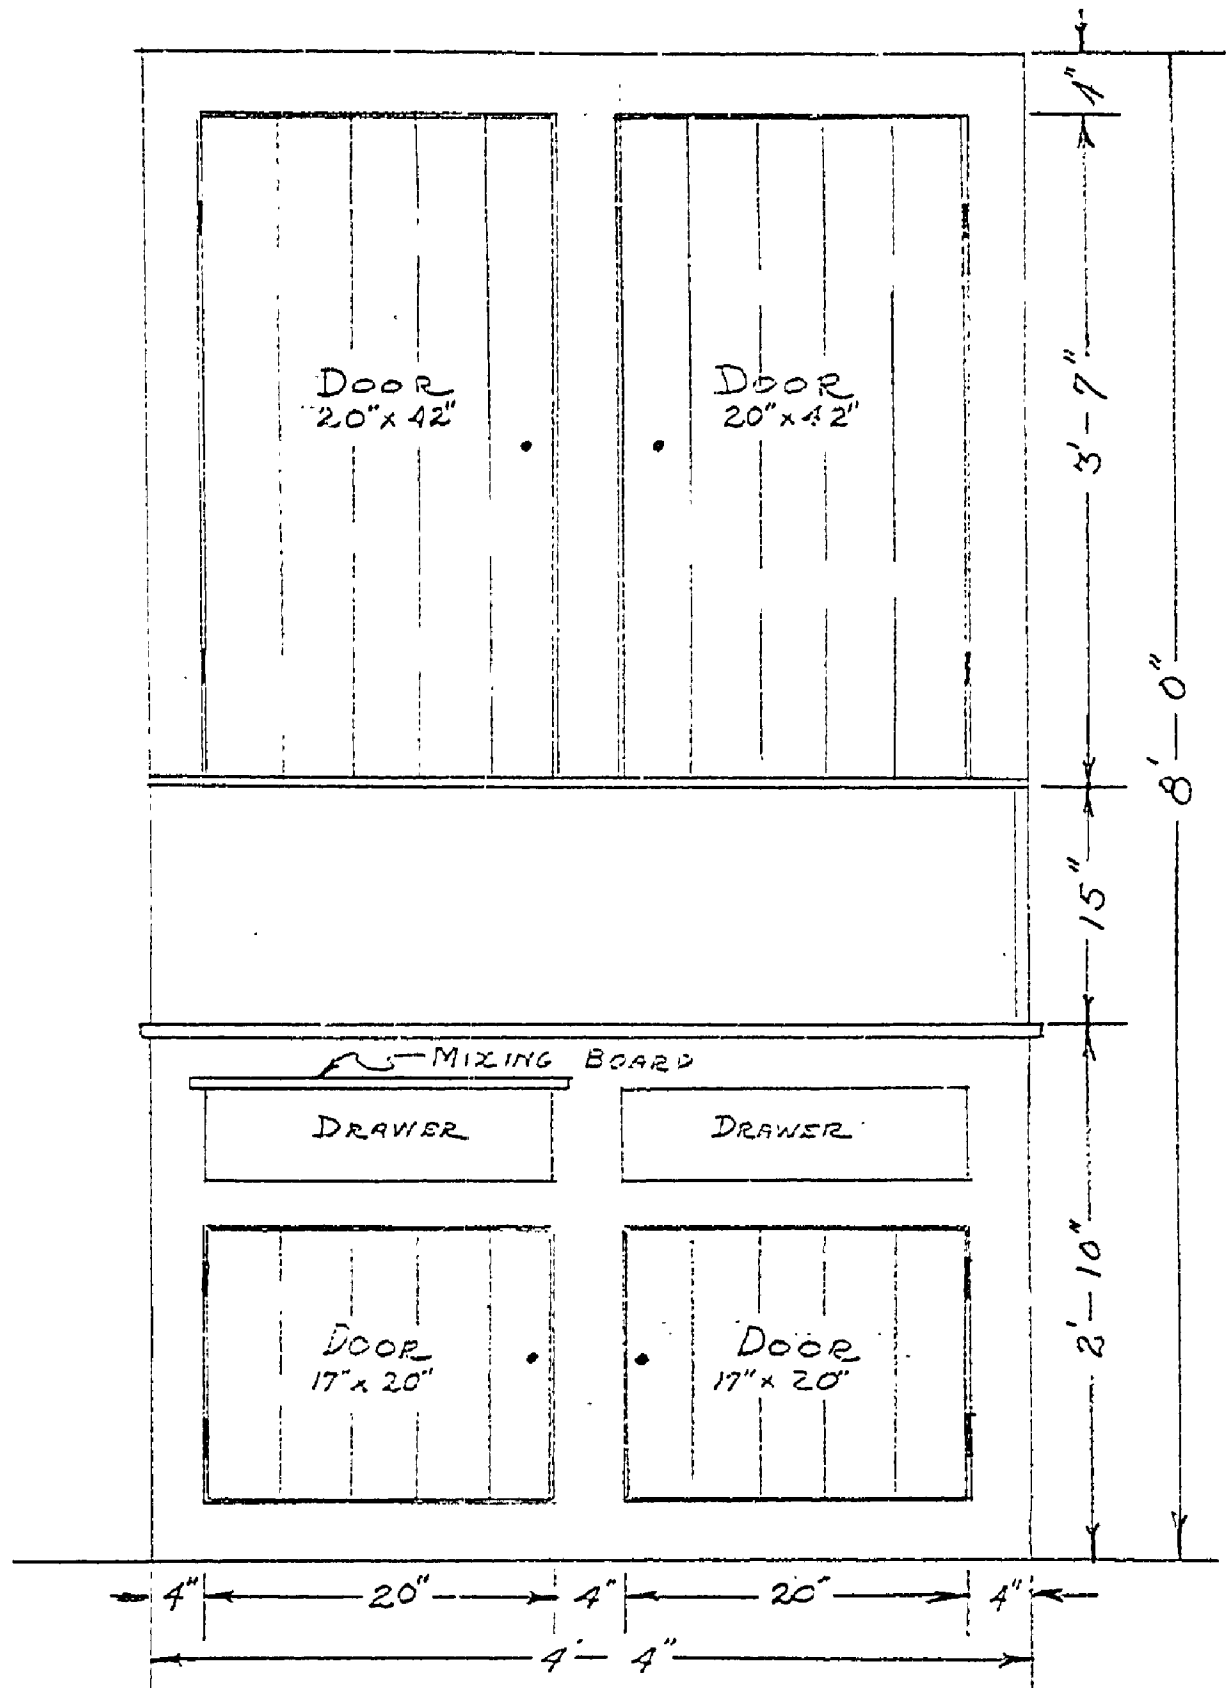 4"
DOOR
20" x 42"
DOOR
20" x 42"
3'-7"
8'-0"
15"
MIXING BOARD
DRAWER
DRAWER
2'-10"
DOOR
17" x 20"
DOOR
17" x 20"
4" 20" 4" 20" 4"
4'-4"